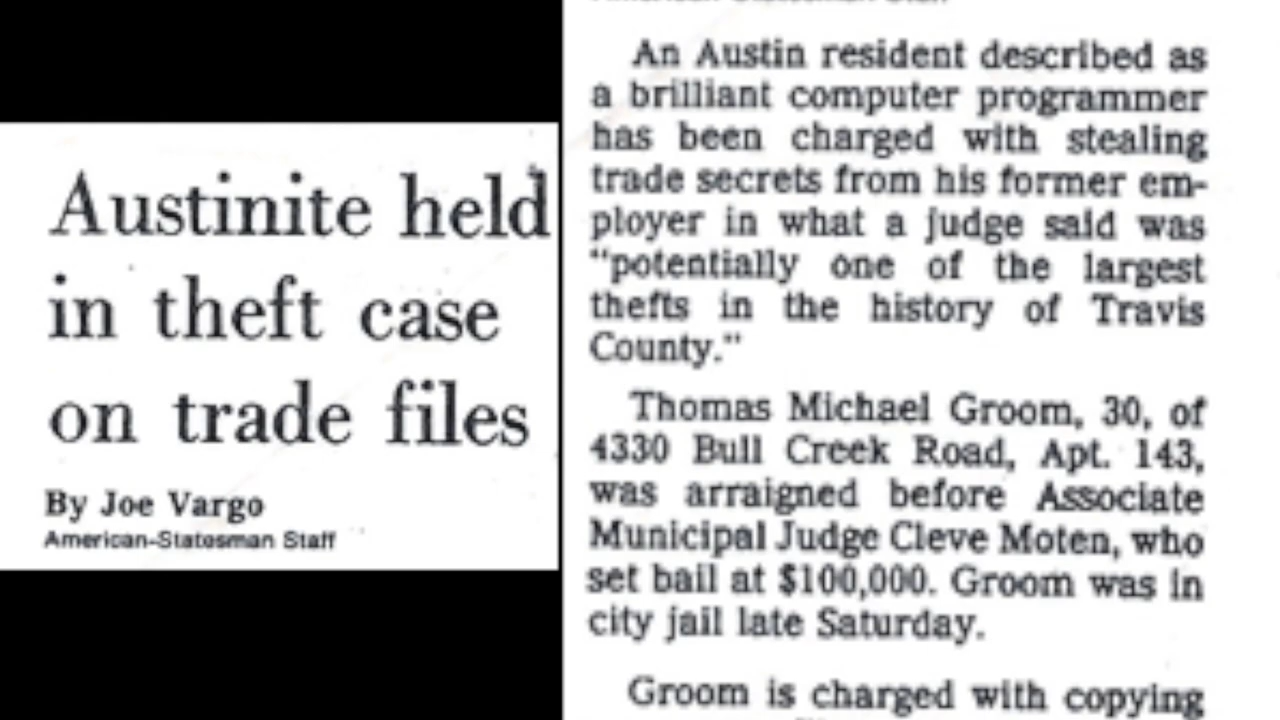 Austinite held
in theft case
on trade files
By Joe Vargo
American-Statesman Staff
An Austin resident described as
a brilliant computer programmer
has been charged with stealing
trade secrets from his former em-
ployer in what a judge said was
"potentially one of the largest
thefts in the history of Travis
County."
Thomas Michael Groom, 30, of
4330 Bull Creek Road, Apt. 143,
was arraigned before Associate
Municipal Judge Cleve Moten, who
set bail at $100,000. Groom was in
city jail late Saturday.
Groom is charged with copying